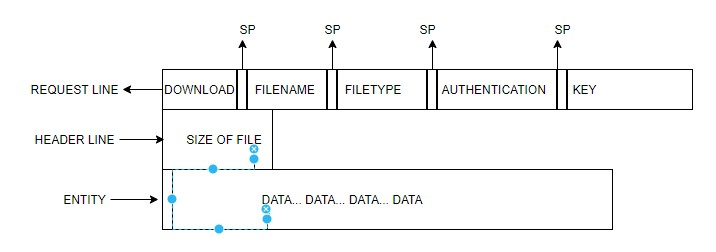 SP SP SP SP
REQUEST LINE DOWNLOAD FILENAME FILETYPE AUTHENTICATION KEY
HEADER LINE SIZE OF FILE
ENTITY DATA... DATA... DATA... DATA